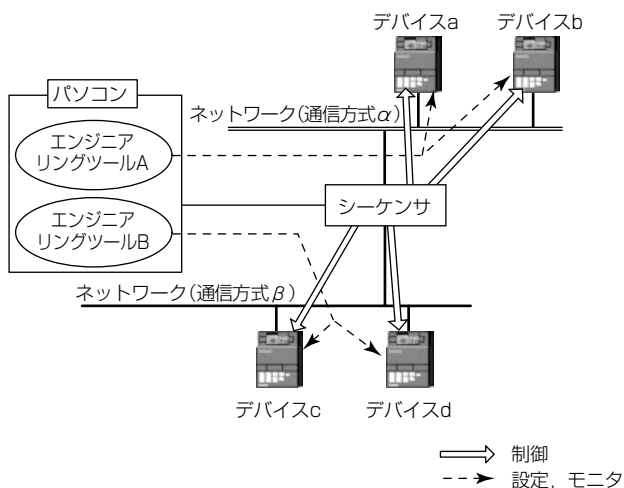 デバイスa
デバイスb
パソコン
ネットワーク(通信方式α)
エンジニア
リングツールA
シーケンサ
エンジニア
リングツールB
ネットワーク(通信方式β)
デバイスc
デバイスd
制御
設定,モニタ